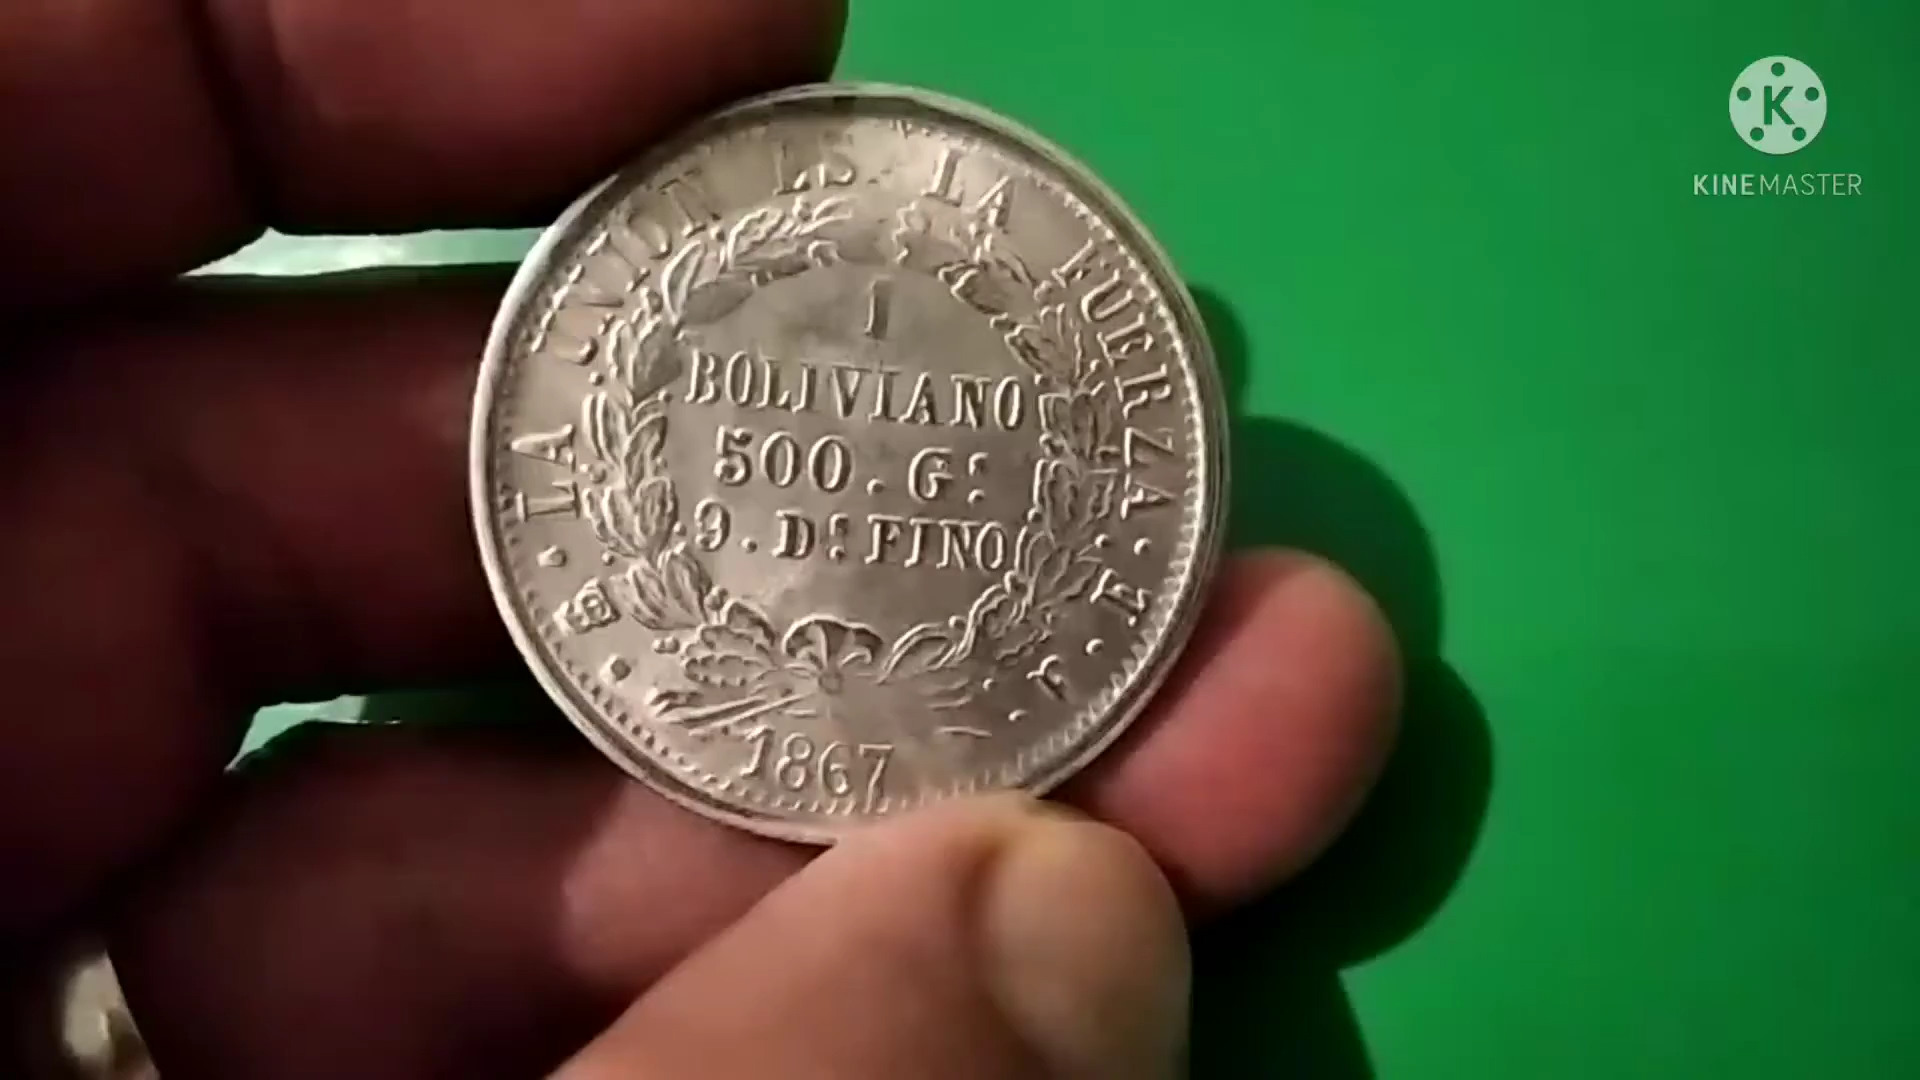 KINEMASTER
LA UNION ES LA FUERZA
1
BOLIVIANO
500. Gs
9. Ds FINO
1867
F.